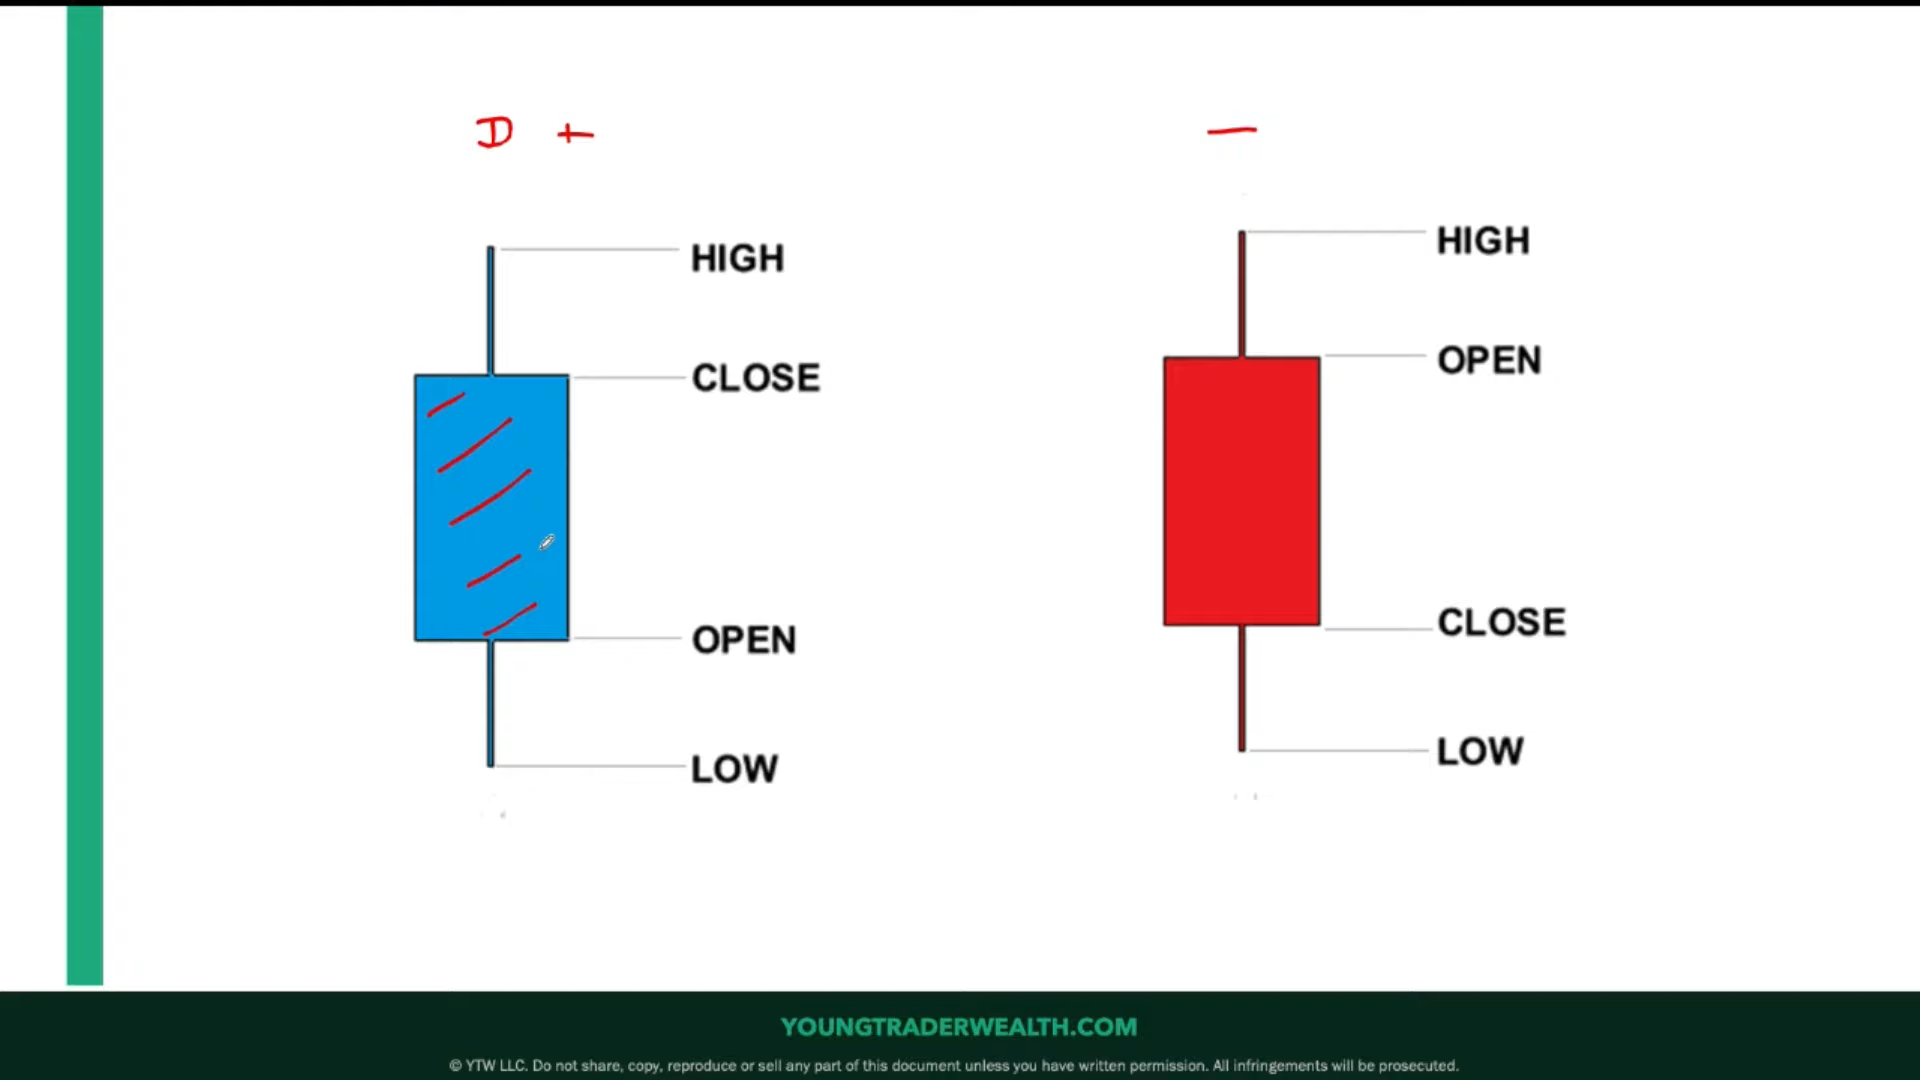 D +
—
HIGH
CLOSE
OPEN
LOW
HIGH
OPEN
CLOSE
LOW
YOUNGTRADERWEALTH.COM
© YTW LLC. Do not share, copy, reproduce or sell any part of this document unless you have written permission. All infringements will be prosecuted.